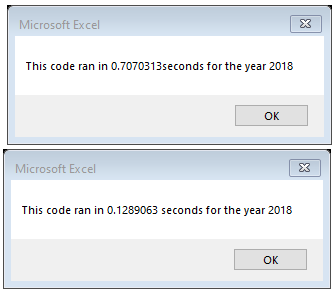 Microsoft Excel
This code ran in 0.7070313seconds for the year 2018
OK
Microsoft Excel
This code ran in 0.1289063 seconds for the year 2018
OK